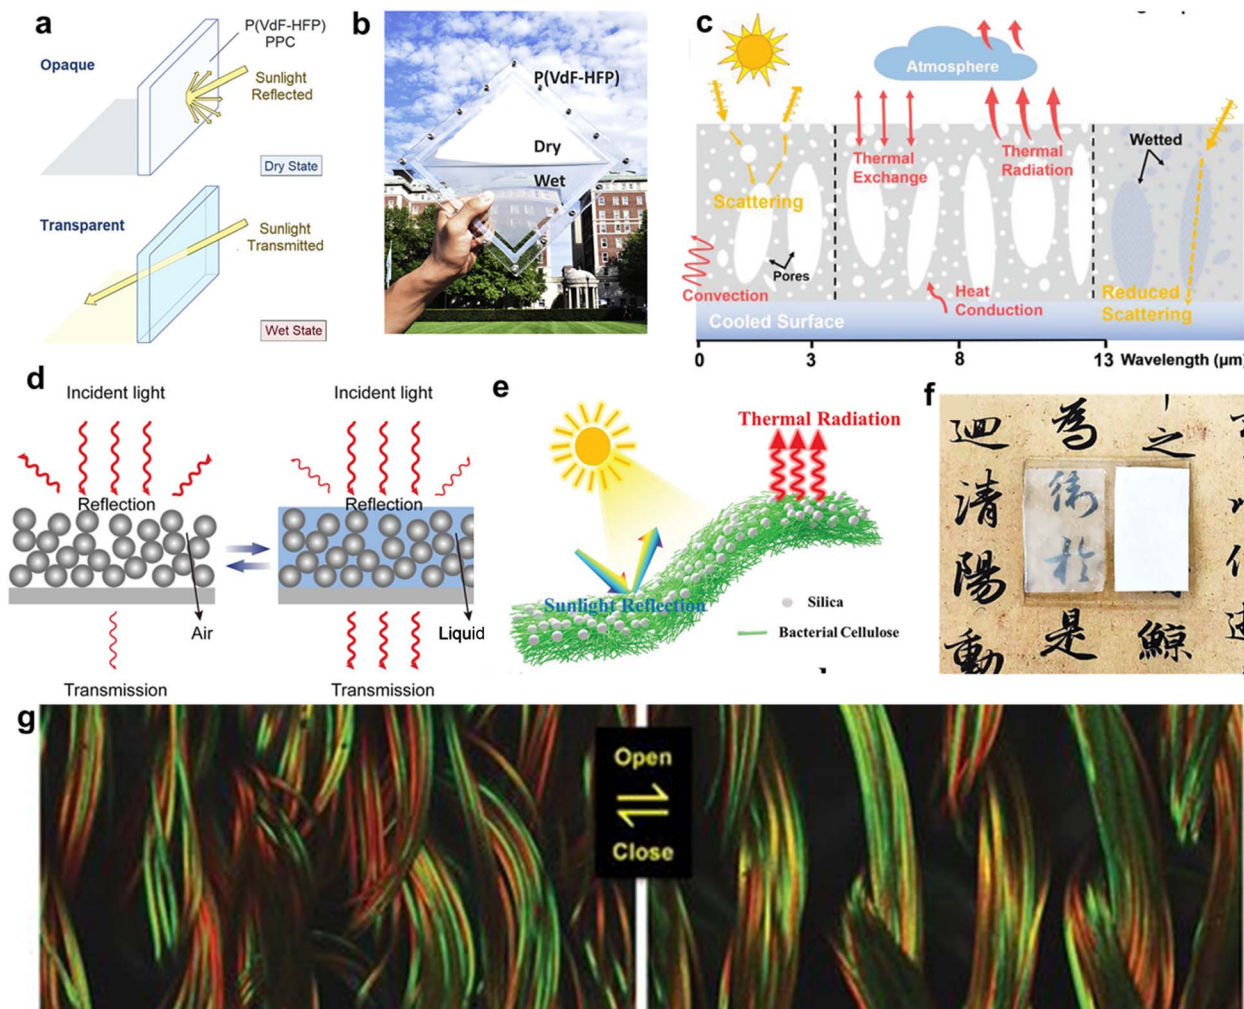 a
P(VdF-HFP)
PPC
Opaque
Sunlight
Reflected
Dry State
Transparent
Sunlight
Transmitted
Wet State
b
P(VdF-HFP)
Dry
Wet
c
Atmosphere
Thermal
Exchange
Thermal
Radiation
Wetted
Scattering
Pores
Convection
Heat
Conduction
Reduced
Scattering
Cooled Surface
0 3 8 13 Wavelength (μm)
d
Incident light
Incident light
Reflection
Reflection
Air
Liquid
Transmission
Transmission
e
Thermal Radiation
Sunlight Reflection
Silica
Bacterial Cellulose
f
迴清陽動
為衛於是
之
鯨
g
Open
Close